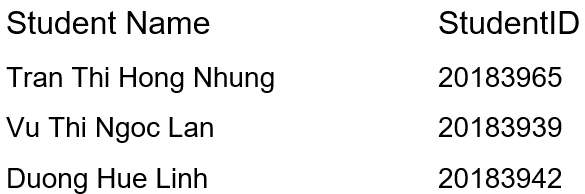 Student Name StudentID
Tran Thi Hong Nhung 20183965
Vu Thi Ngoc Lan 20183939
Duong Hue Linh 20183942